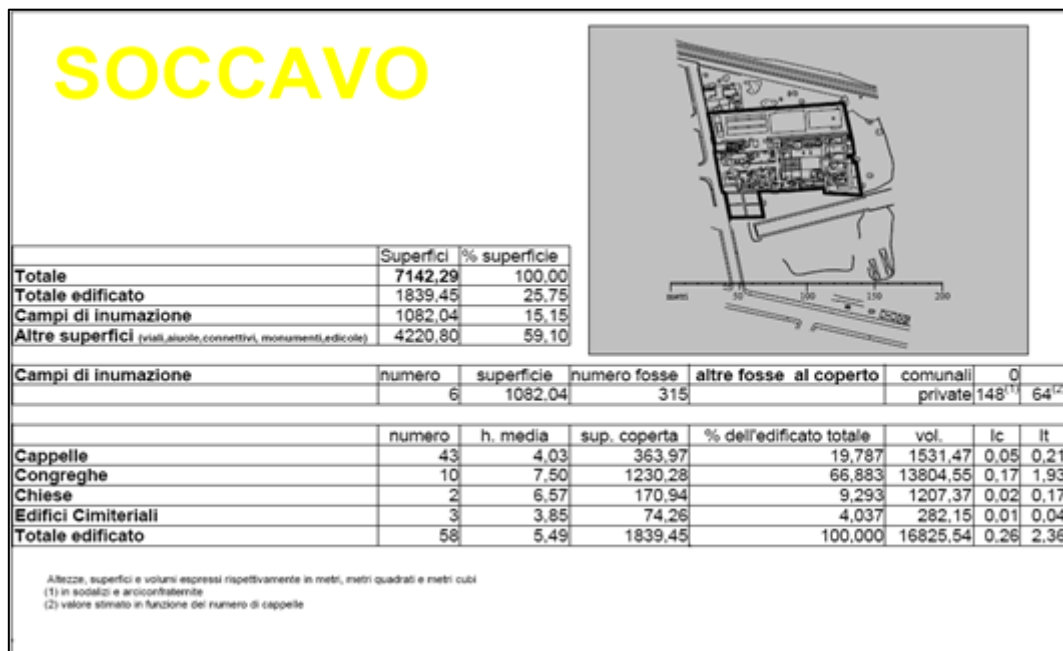 SOCCAVO
metri 50 100 150 200
Superfici % superficie
Totale 7142,29 100,00
Totale edificato 1839,45 25,75
Campi di inumazione 1082,04 15,15
Altre superfici (viali,aiuole,connettivi, monumenti,edicole) 4220,80 59,10
Campi di inumazione numero superficie numero fosse altre fosse al coperto comunali 0
6 1082,04 315 private 148(1) 64(2)
numero h. media sup. coperta % dell'edificato totale vol. Ic It
Cappelle 43 4,03 363,97 19,787 1531,47 0,05 0,21
Congreghe 10 7,50 1230,28 66,883 13804,55 0,17 1,93
Chiese 2 6,57 170,94 9,293 1207,37 0,02 0,17
Edifici Cimiteriali 3 3,85 74,26 4,037 282,15 0,01 0,04
Totale edificato 58 5,49 1839,45 100,000 16825,54 0,26 2,36
Altezze, superfici e volumi espressi rispettivamente in metri, metri quadrati e metri cubi
(1) in sodalizi e arciconfraternite
(2) valore stimato in funzione del numero di cappelle